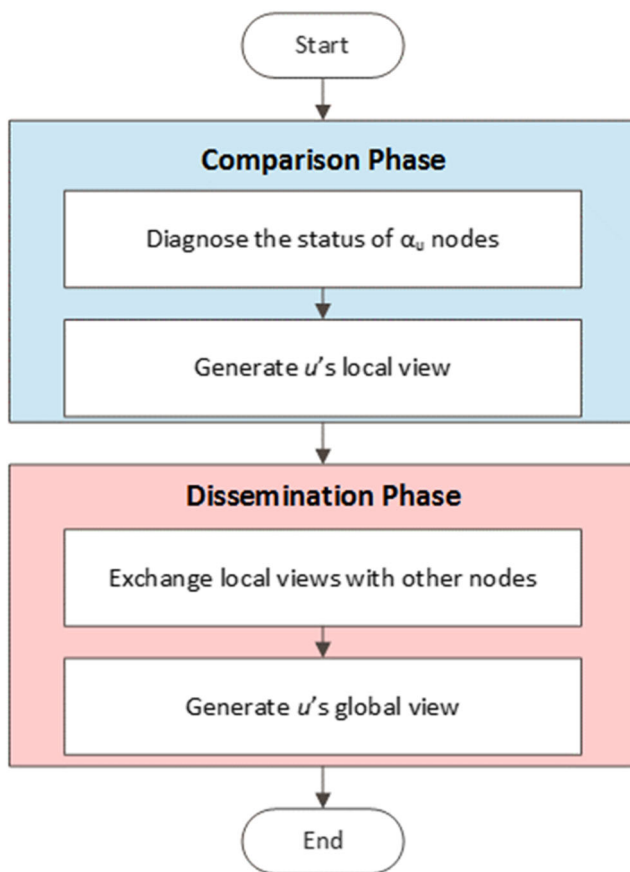 Start
Comparison Phase
Diagnose the status of αᵤ nodes
Generate u's local view
Dissemination Phase
Exchange local views with other nodes
Generate u's global view
End